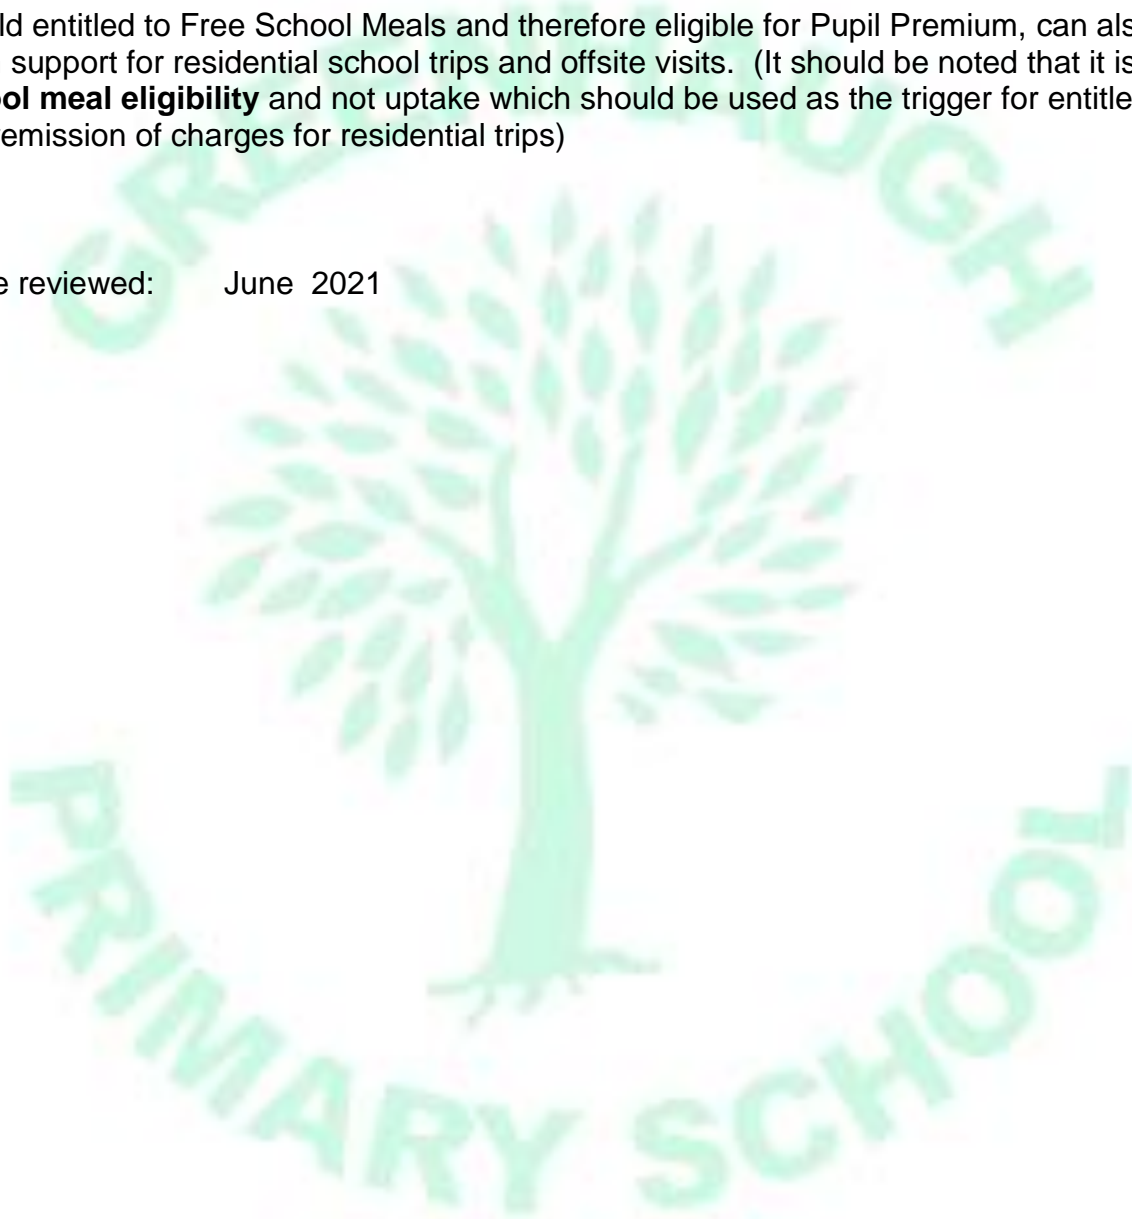 ld entitled to Free School Meals and therefore eligible for Pupil Premium, can als
support for residential school trips and offsite visits.  (It should be noted that it is
ol meal eligibility and not uptake which should be used as the trigger for entitle
emission of charges for residential trips)
e reviewed: June 2021
GREENHAUGH
PRIMARY SCHOOL